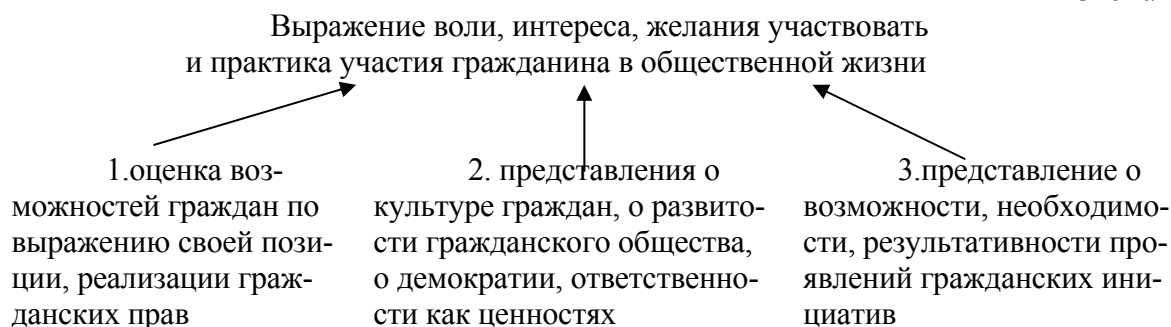 Выражение воли, интереса, желания участвовать
и практика участия гражданина в общественной жизни
1.оценка воз-
можностей граждан по
выражению своей пози-
ции, реализации граж-
данских прав
2. представления о
культуре граждан, о развито-
сти гражданского общества,
о демократии, ответственно-
сти как ценностях
3.представление о
возможности, необходимо-
сти, результативности про-
явлений гражданских ини-
циатив